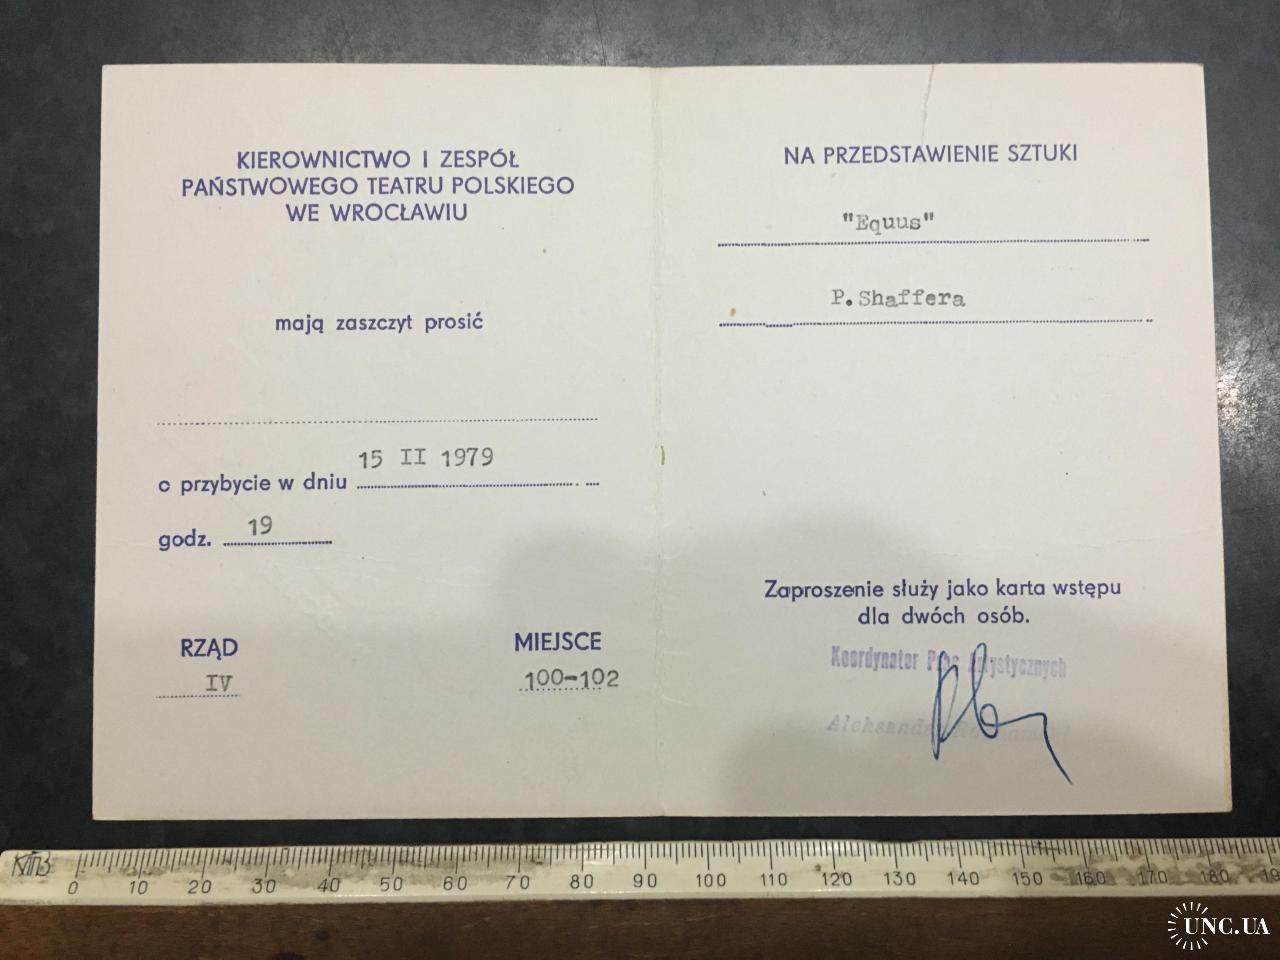 KIEROWNICTWO I ZESPÓŁ
PAŃSTWOWEGO TEATRU POLSKIEGO
WE WROCŁAWIU
mają zaszczyt prosić
o przybycie w dniu 15 II 1979
godz. 19
RZĄD
IV
MIEJSCE
100-102
NA PRZEDSTAWIENIE SZTUKI
"Equus"
P. Shaffera
Zaproszenie służy jako karta wstępu
dla dwóch osób.
Koordynator Prac Artystycznych
0 10 20 30 40 50 60 70 80 90 100 110 120 130 140 150 160 170 180
UNC.UA